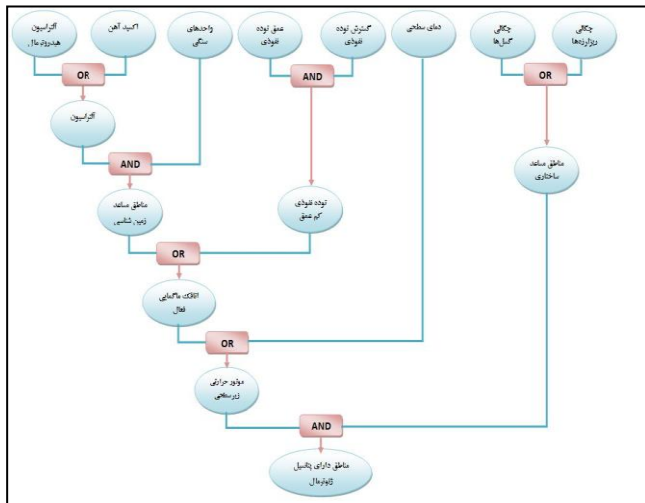 آلتراسیون
هیدروترمال
اکسید آهن
واحدهای
سنگی
عمق توده
نفوذی
گسترش توده
نفوذی
دمای سطحی
چگالی
گسل‌ها
چگالی
ریزلرزه‌ها
OR
AND
OR
آلتراسیون
AND
مناطق مساعد
ساختاری
مناطق مساعد
زمین شناسی
توده نفوذی
کم عمق
OR
اتاقک ماگمایی
فعال
OR
موتور حرارتی
زیرسطحی
AND
مناطق دارای پتانسیل
ژئوترمال